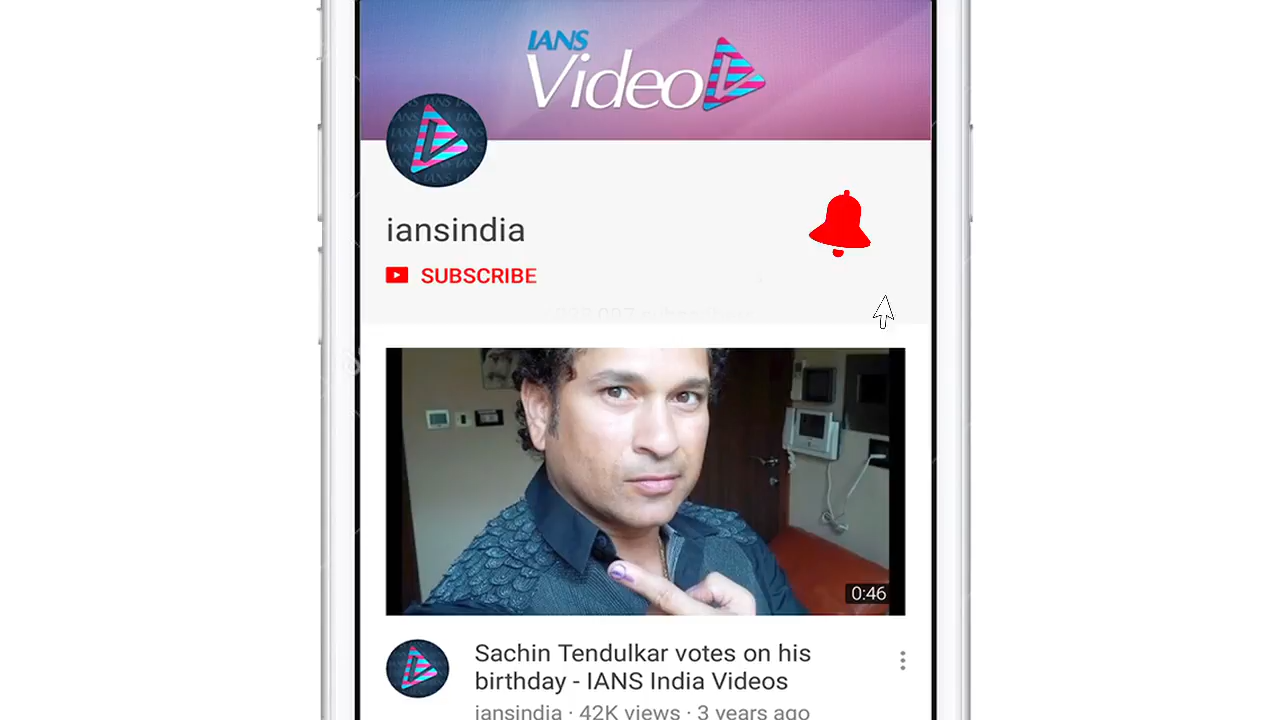 IANS
Video
iansindia
SUBSCRIBE
0:46
Sachin Tendulkar votes on his
birthday - IANS India Videos
iansindia · 42K views · 3 years ago